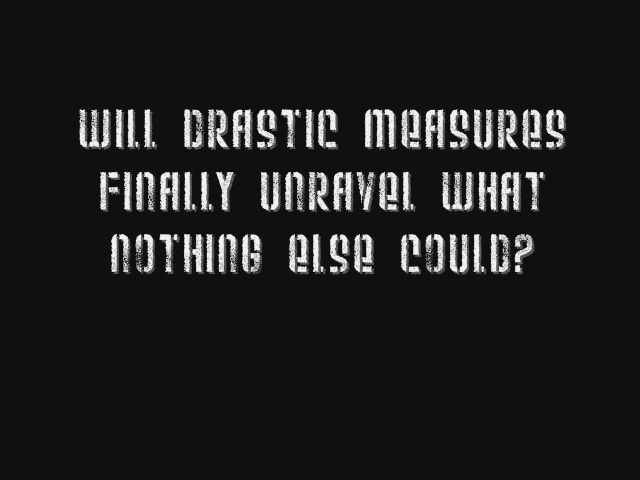 WILL DRASTIC MEASURES
FINALLY UNRAVEL WHAT
NOTHING ELSE COULD?